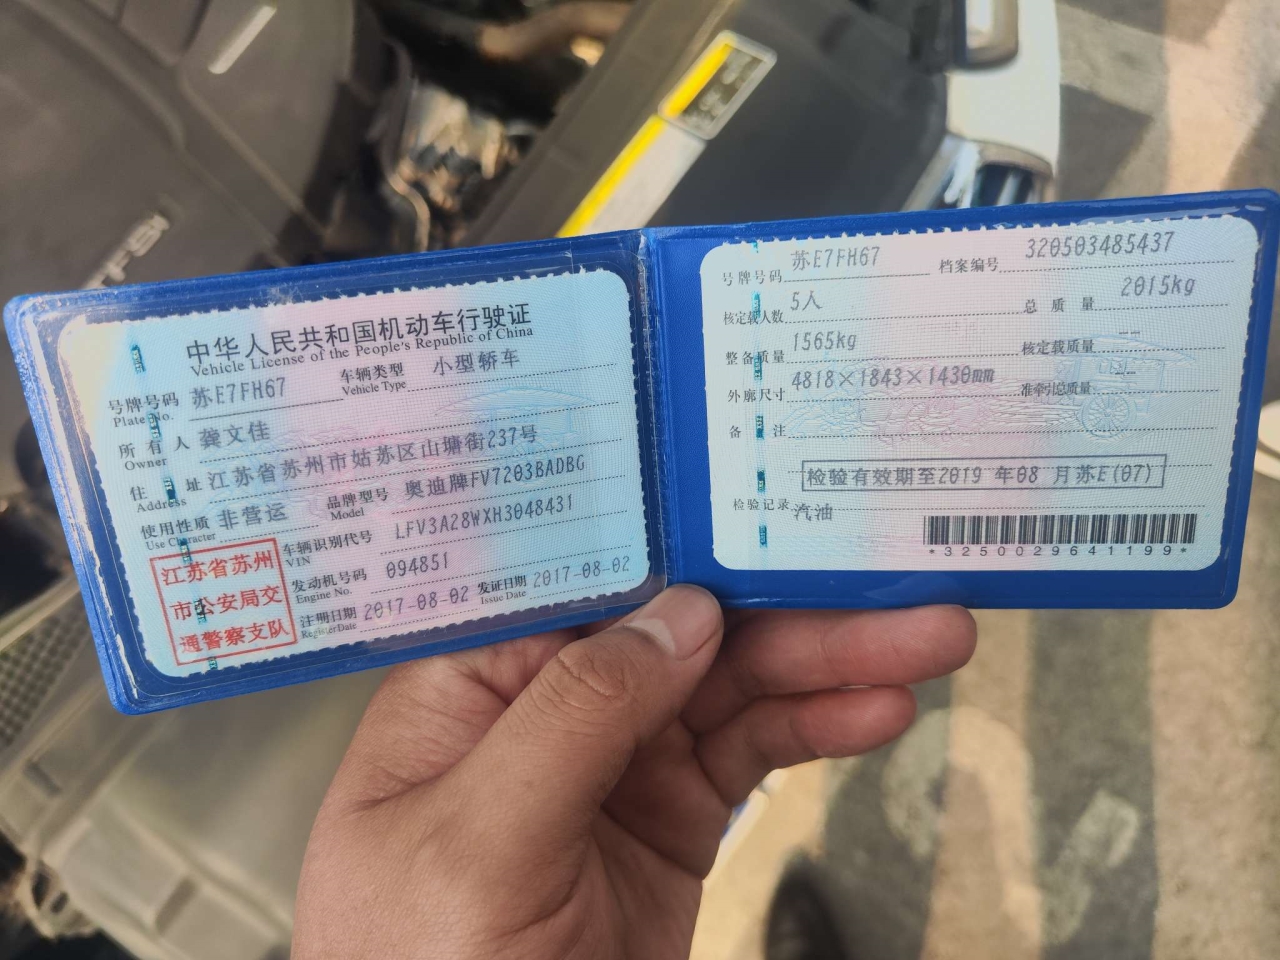 中华人民共和国机动车行驶证
Vehicle License of the People's Republic of China
号牌号码 苏E7FH67 车辆类型 小型轿车
Plate No. Vehicle Type
所有人 龚文佳
Owner
住址 江苏省苏州市姑苏区山塘街237号
Address
使用性质 非营运 品牌型号 奥迪牌FV7203BADBG
Use Character Model
江苏省苏州
市公安局交
通警察支队
车辆识别代号 LFV3A28WXH3048431
VIN
发动机号码 094851
Engine No.
注册日期 2017-08-02 发证日期 2017-08-02
Register Date Issue Date
号牌号码 苏E7FH67 档案编号 320503485437
核定载人数 5人 总质量 2015kg
整备质量 1565kg 核定载质量 --
外廓尺寸 4818×1843×1430mm 准牵引总质量 --
备注
检验有效期至2019 年08 月苏E(07)
检验记录 汽油
*3250029641199*
TFSI